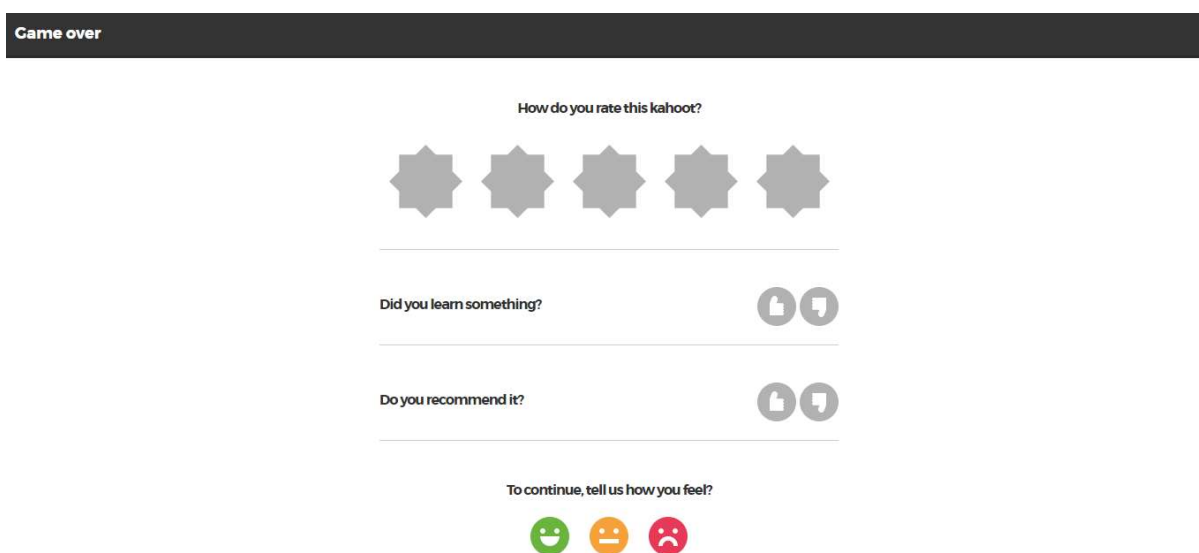 Game over
How do you rate this kahoot?
Did you learn something?
Do you recommend it?
To continue, tell us how you feel?